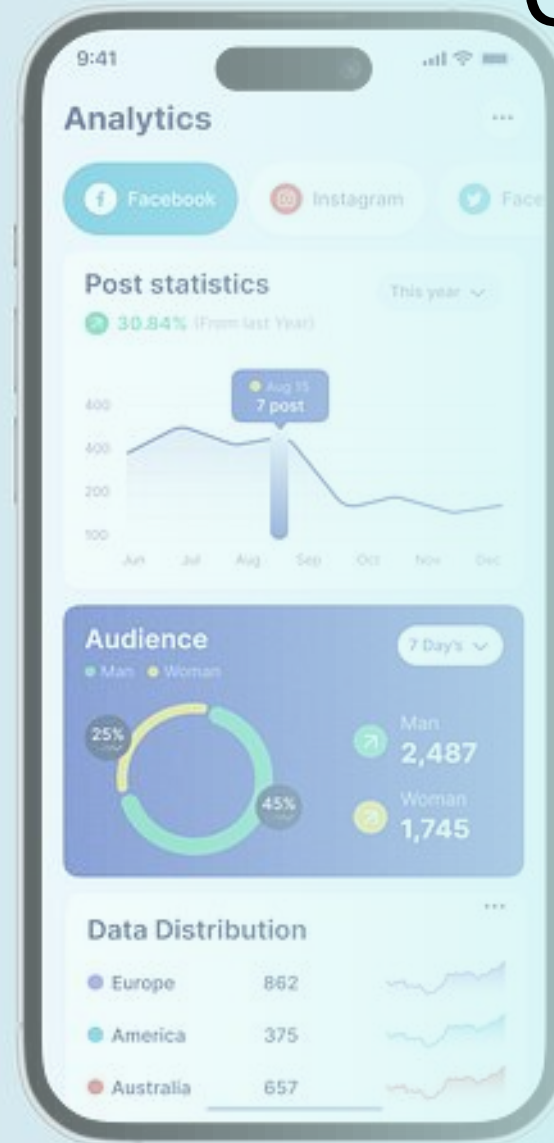 9:41
Analytics
Facebook
Instagram
Face
Post statistics
This year
30.84% (From last Year)
Aug 15
7 post
400
400
200
100
Jun Jul Aug Sep Oct Nov Dec
Audience
7 Day's
Man Woman
25%
45%
Man
2,487
Woman
1,745
Data Distribution
Europe 862
America 375
Australia 657